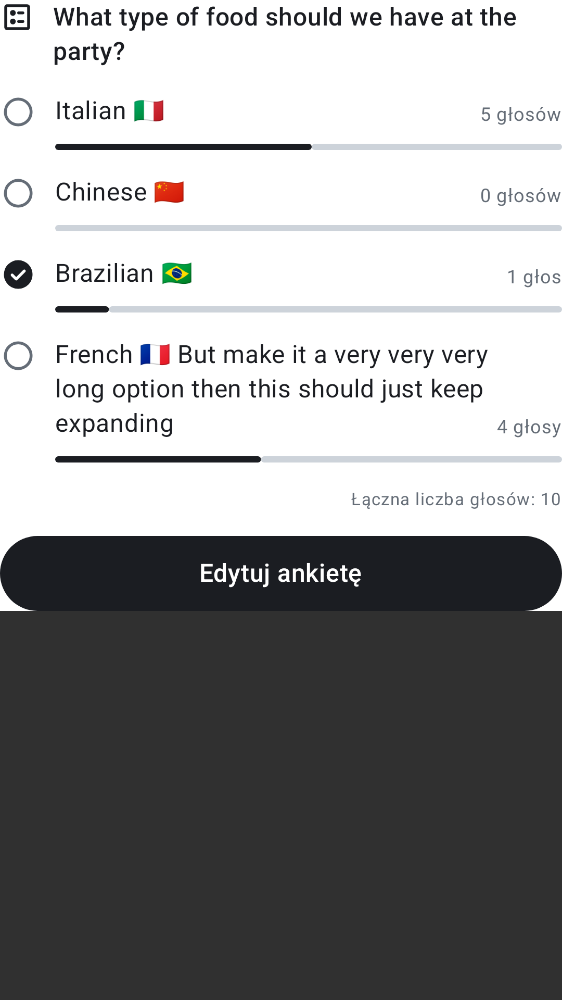 What type of food should we have at the
party?
Italian 🇮🇹
5 głosów
Chinese 🇨🇳
0 głosów
Brazilian 🇧🇷
1 głos
French 🇫🇷 But make it a very very very
long option then this should just keep
expanding
4 głosy
Łączna liczba głosów: 10
Edytuj ankietę